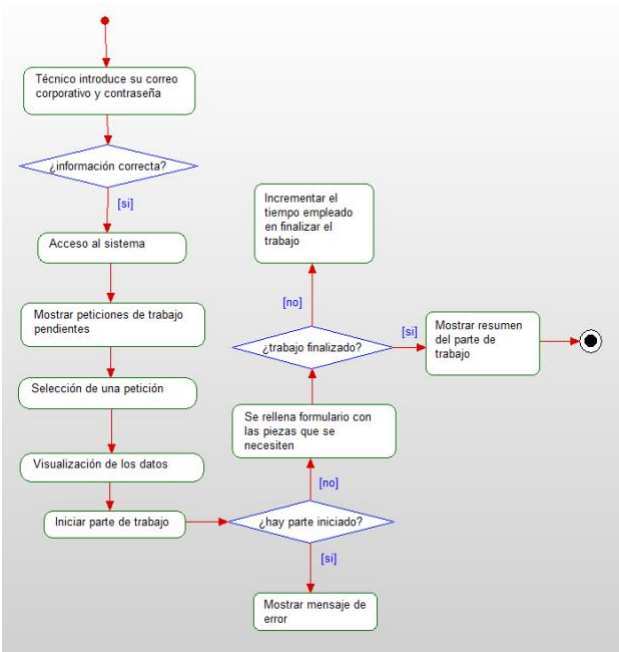 Técnico introduce su correo
corporativo y contraseña
¿información correcta?
[si]
Acceso al sistema
Mostrar peticiones de trabajo
pendientes
Selección de una petición
Visualización de los datos
Iniciar parte de trabajo
¿hay parte iniciado?
[si]
Mostrar mensaje de
error
[no]
Se rellena formulario con
las piezas que se
necesiten
¿trabajo finalizado?
[no]
Incrementar el
tiempo empleado
en finalizar el
trabajo
[si]
Mostrar resumen
del parte de
trabajo